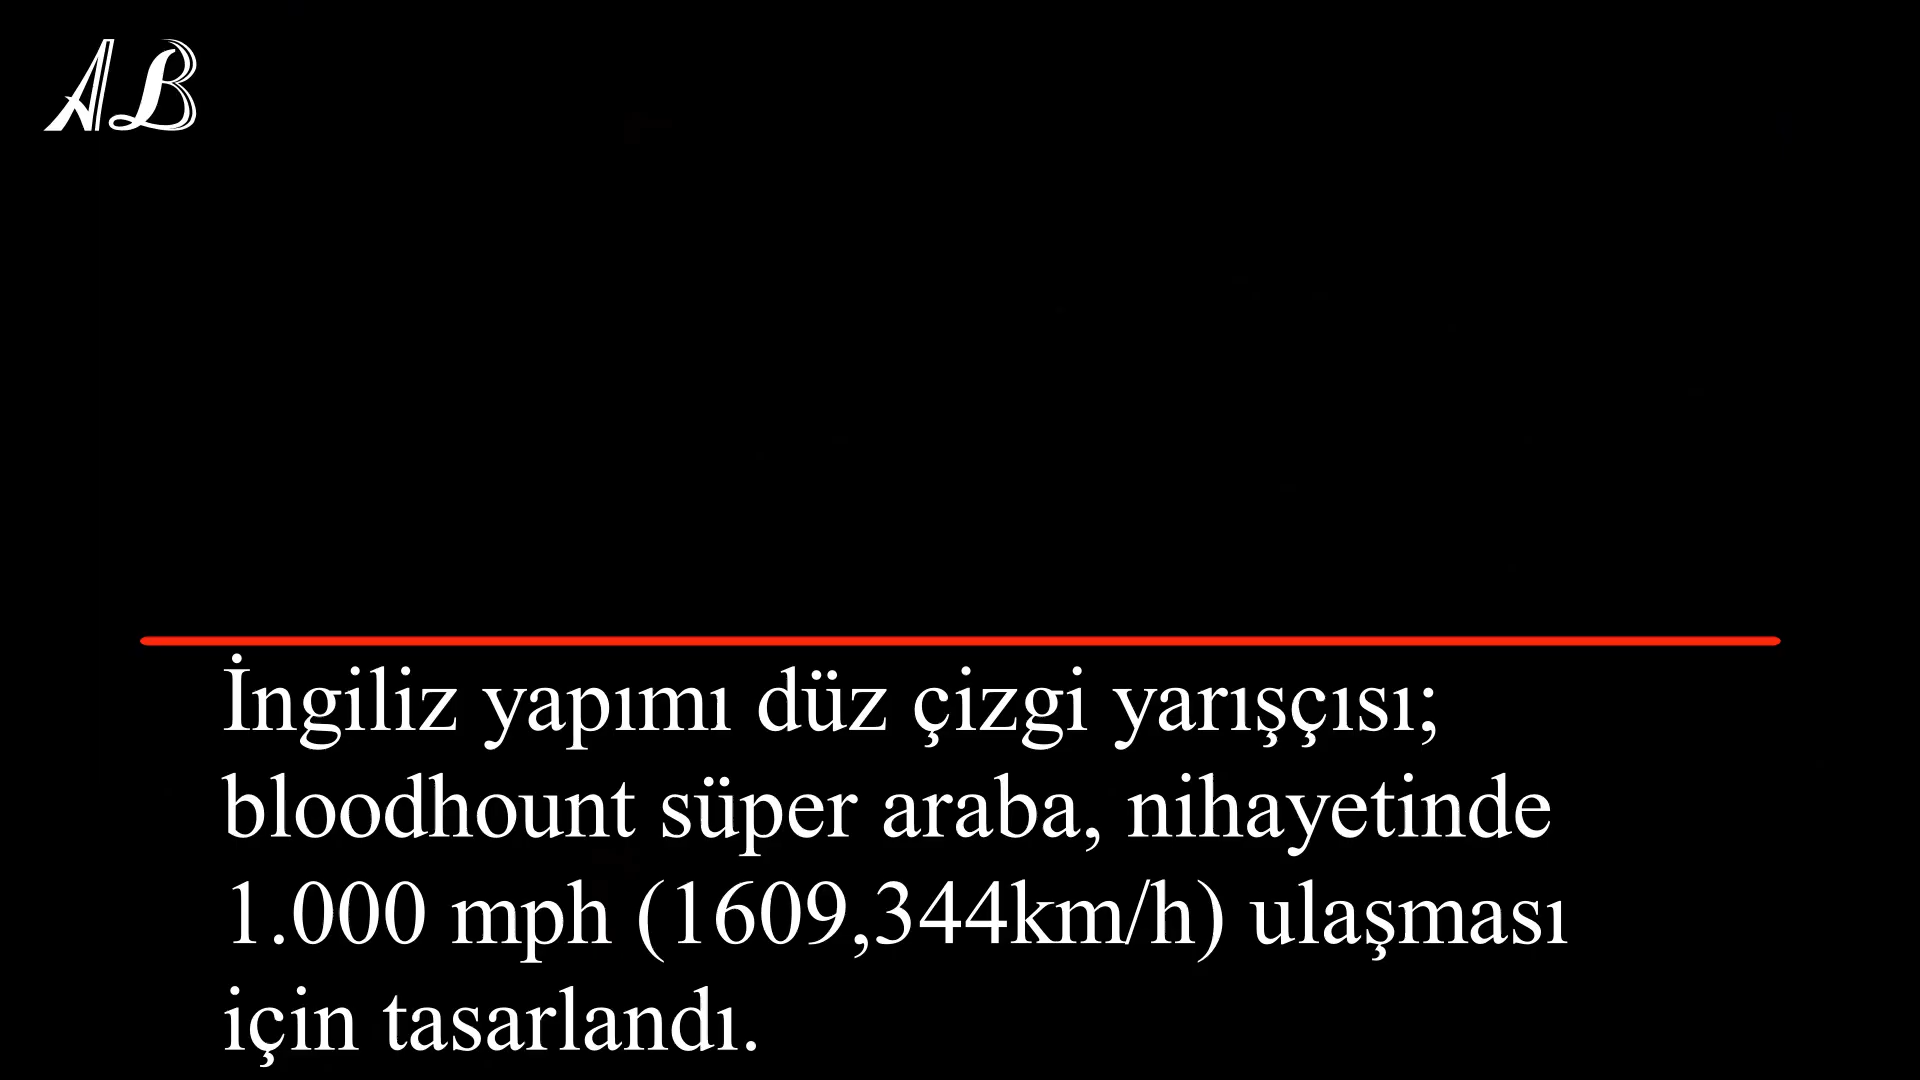 AB
İngiliz yapımı düz çizgi yarışçısı;
bloodhount süper araba, nihayetinde
1.000 mph (1609,344km/h) ulaşması
için tasarlandı.